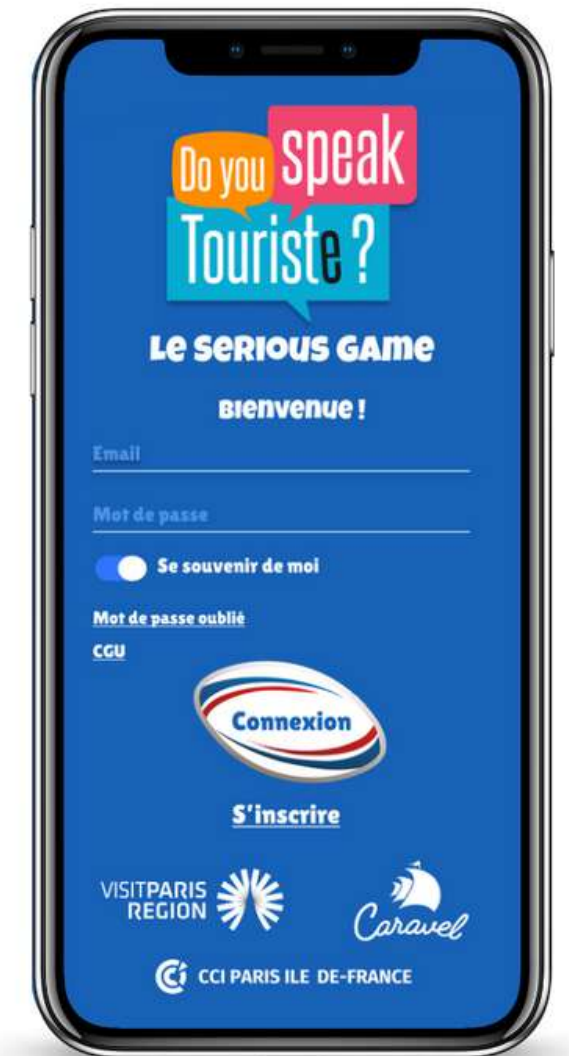 Do you speak
Touriste ?
Le serious game
Bienvenue !
Email
Mot de passe
Se souvenir de moi
Mot de passe oublié
CGU
Connexion
S'inscrire
VISITPARIS
REGION
Caravel
CCI PARIS ILE DE-FRANCE